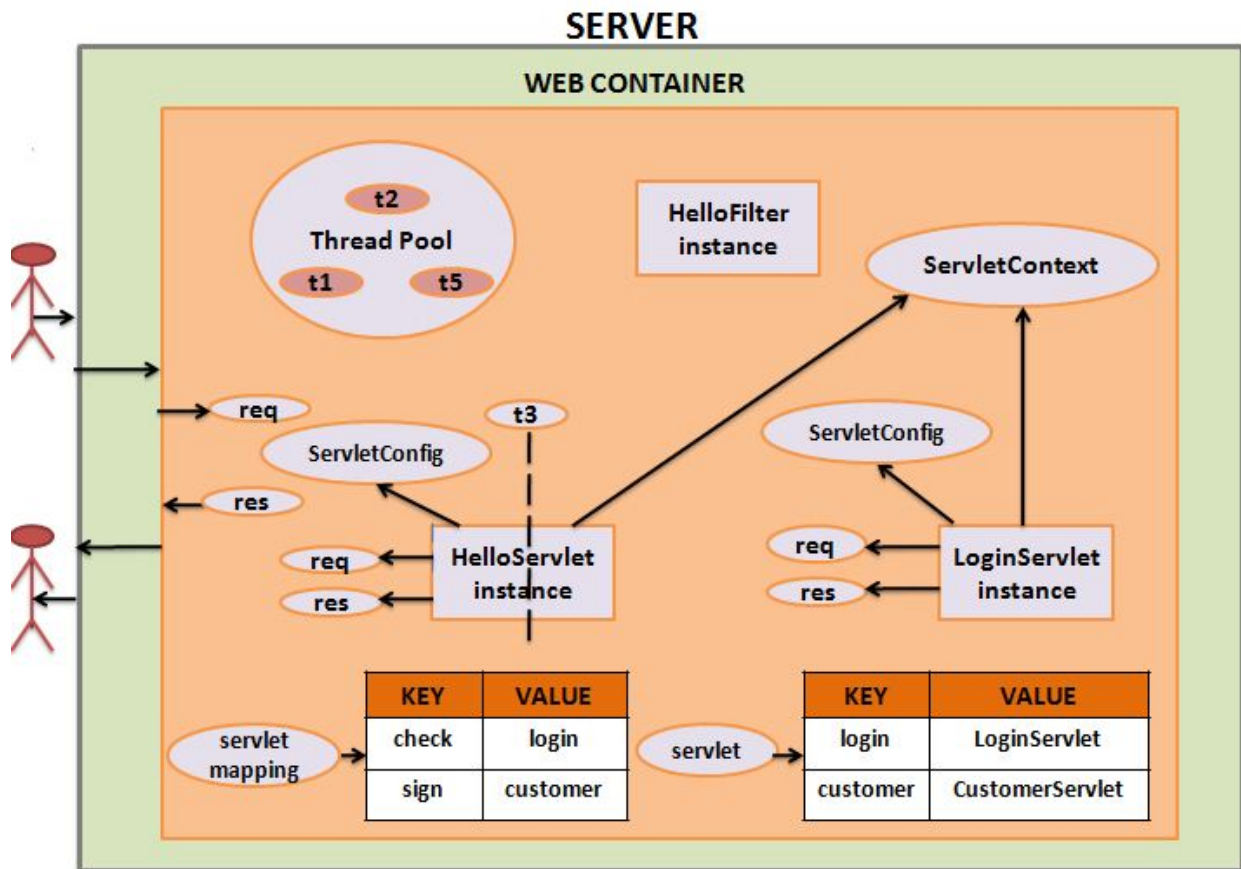 SERVER
WEB CONTAINER
t2
Thread Pool
t1
t5
HelloFilter
instance
ServletContext
req
t3
ServletConfig
ServletConfig
res
req
HelloServlet
instance
res
req
LoginServlet
instance
res
servlet
mapping
KEY VALUE
check login
sign customer
servlet
KEY VALUE
login LoginServlet
customer CustomerServlet